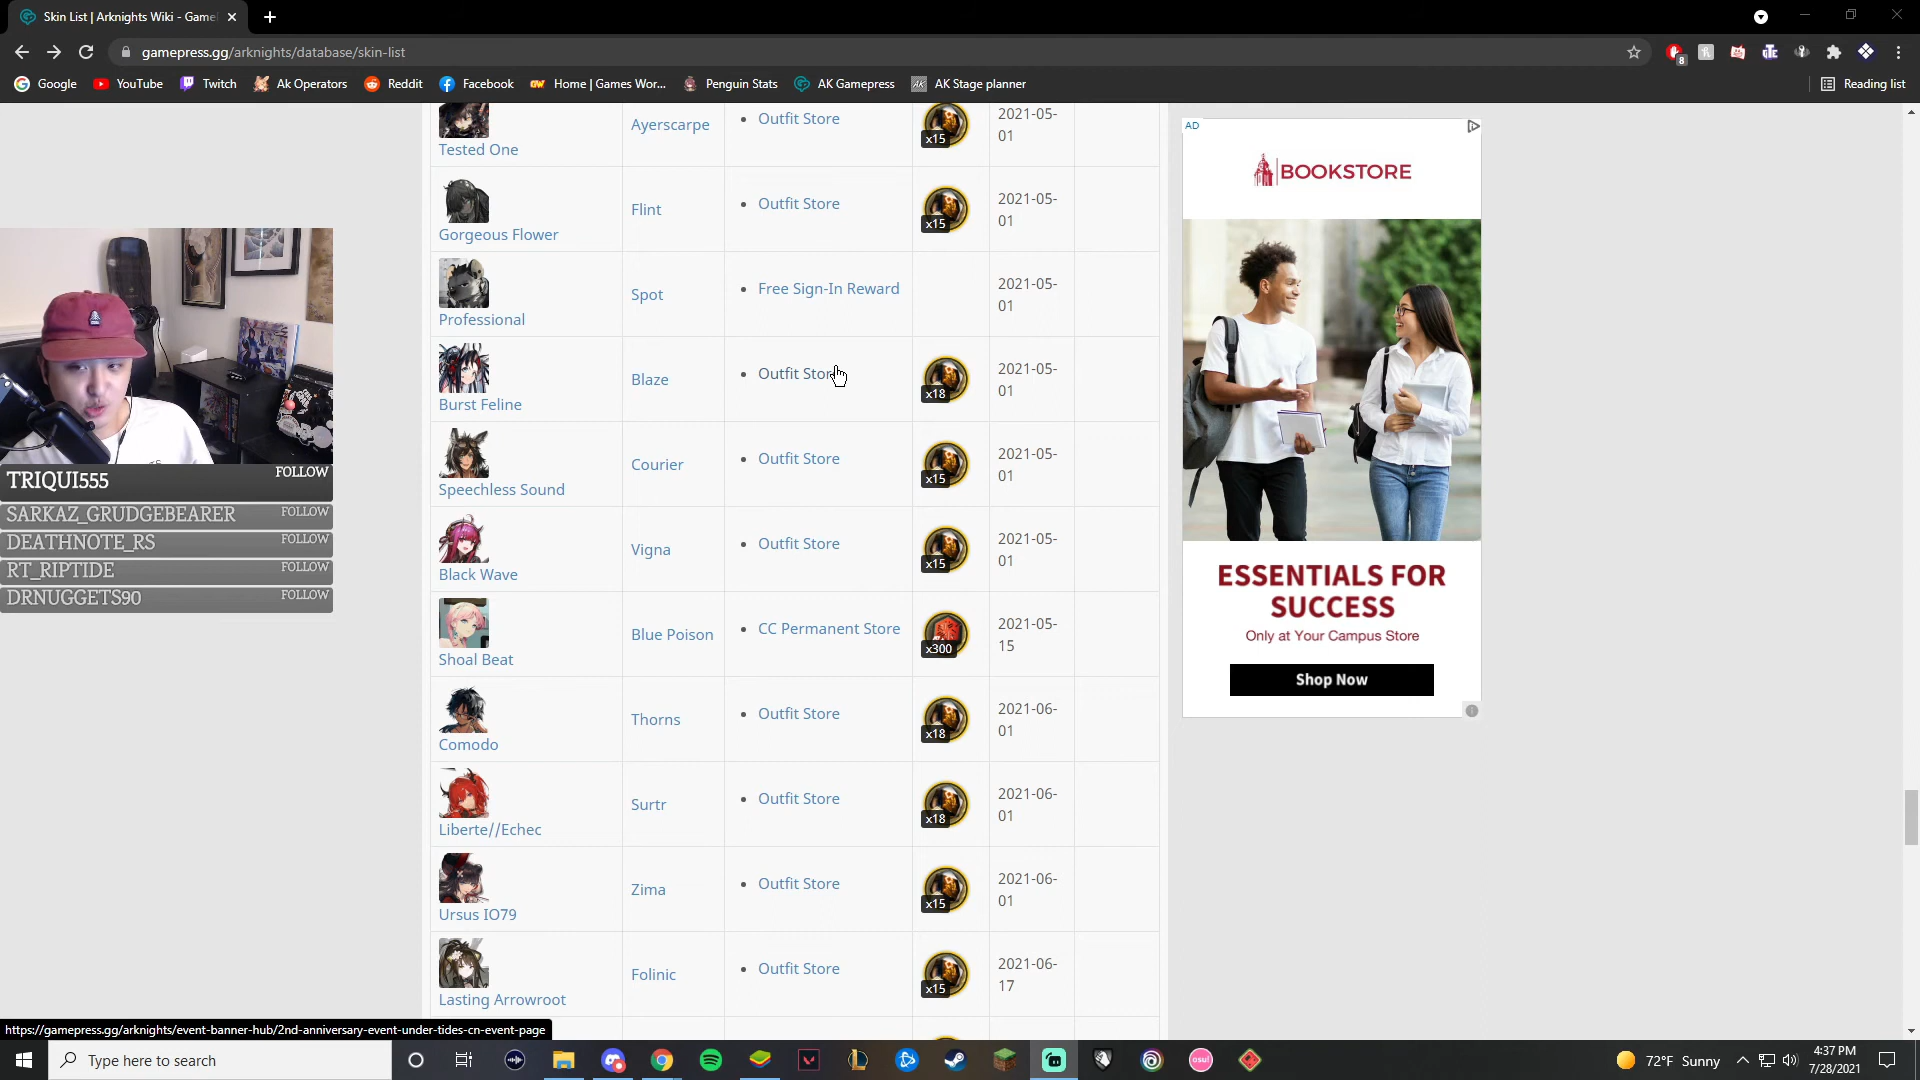 Skin List | Arknights Wiki - Game
gamepress.gg/arknights/database/skin-list
8
Google
YouTube
Twitch
Ak Operators
Reddit
Facebook
Home | Games Wor...
Penguin Stats
AK Gamepress
AK Stage planner
Reading list
Tested One
Ayerscarpe
Outfit Store
x15
2021-05-
01
Gorgeous Flower
Flint
Outfit Store
x15
2021-05-
01
Professional
Spot
Free Sign-In Reward
2021-05-
01
Burst Feline
Blaze
Outfit Store
x18
2021-05-
01
Speechless Sound
Courier
Outfit Store
x15
2021-05-
01
Black Wave
Vigna
Outfit Store
x15
2021-05-
01
Shoal Beat
Blue Poison
CC Permanent Store
x300
2021-05-
15
Comodo
Thorns
Outfit Store
x18
2021-06-
01
Liberte//Echec
Surtr
Outfit Store
x18
2021-06-
01
Ursus IO79
Zima
Outfit Store
x15
2021-06-
01
Lasting Arrowroot
Folinic
Outfit Store
x15
2021-06-
17
AD
BOOKSTORE
ESSENTIALS FOR
SUCCESS
Only at Your Campus Store
Shop Now
TRIQUI555 FOLLOW
SARKAZ_GRUDGEBEARER FOLLOW
DEATHNOTE_RS FOLLOW
RT_RIPTIDE FOLLOW
DRNUGGETS90 FOLLOW
https://gamepress.gg/arknights/event-banner-hub/2nd-anniversary-event-under-tides-cn-event-page
Type here to search
osu!
72°F Sunny
4:37 PM
7/28/2021